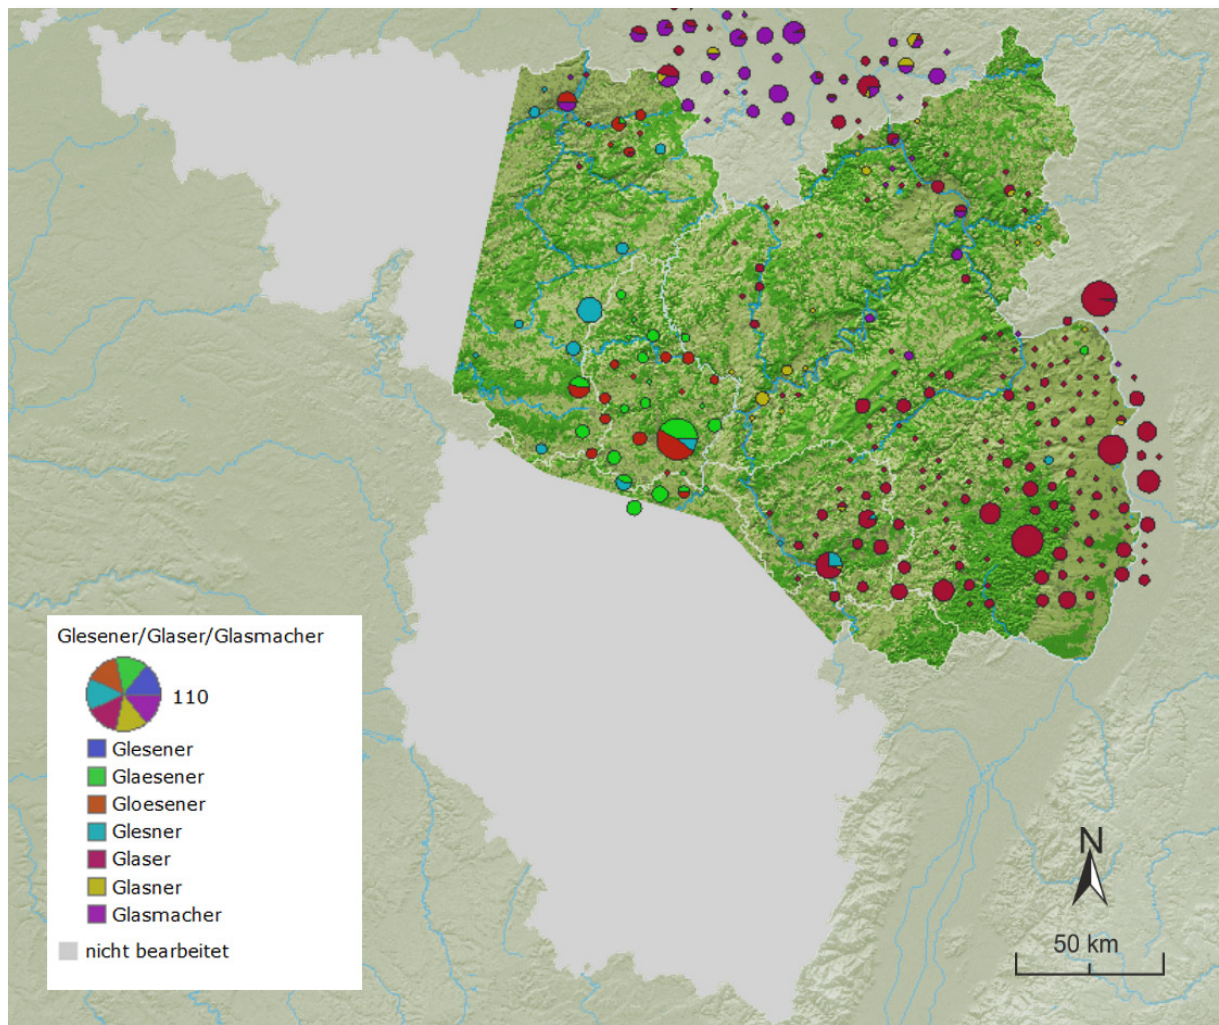 Glesener/Glaser/Glasmacher
110
Glesener
Glaesener
Gloesener
Glesner
Glaser
Glasner
Glasmacher
nicht bearbeitet
N
50 km